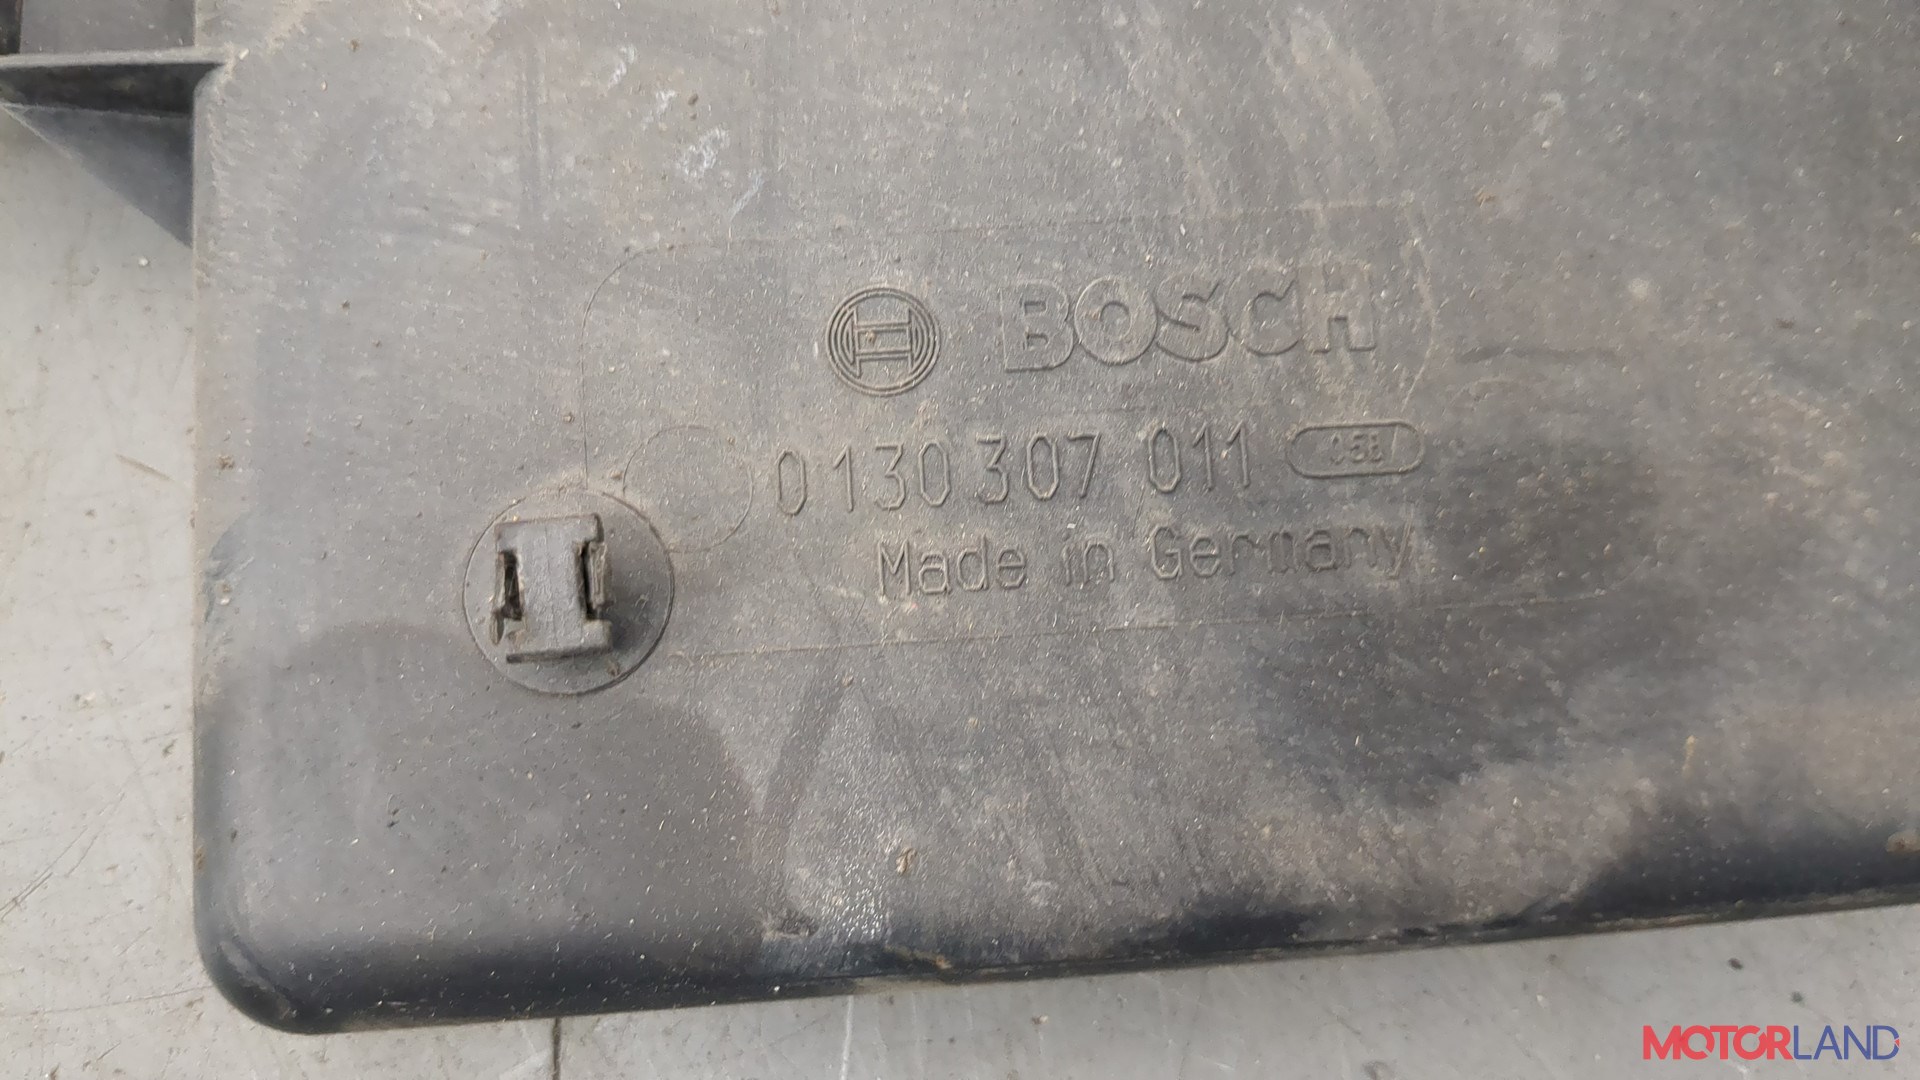 BOSCH
0 130 307 011
Made in Germany
MOTORLAND